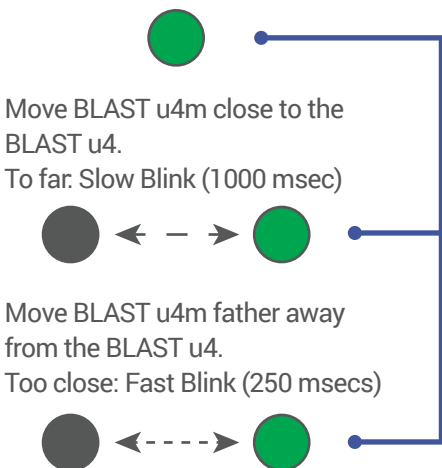 Move BLAST u4m close to the
BLAST u4.
To far: Slow Blink (1000 msec)
Move BLAST u4m father away
from the BLAST u4.
Too close: Fast Blink (250 msecs)